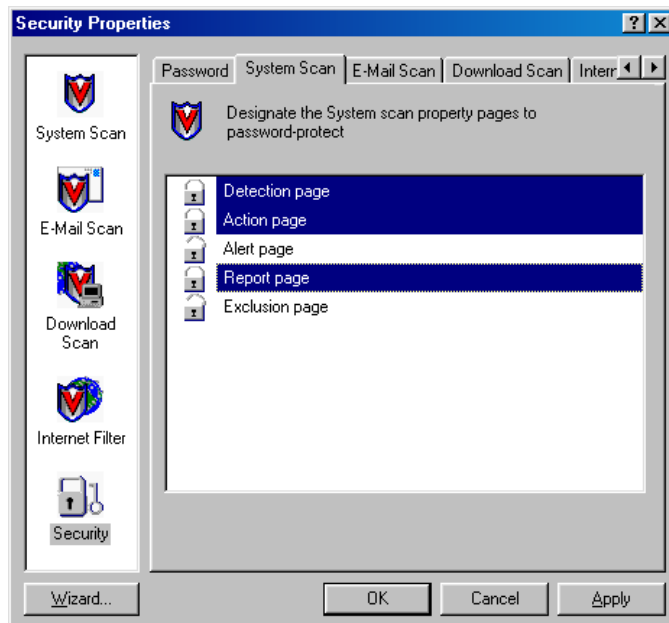 Security Properties
System Scan
E-Mail Scan
Download
Scan
Internet Filter
Security
Password
System Scan
E-Mail Scan
Download Scan
Intern
Designate the System scan property pages to
password-protect
Detection page
Action page
Alert page
Report page
Exclusion page
Wizard...
OK
Cancel
Apply